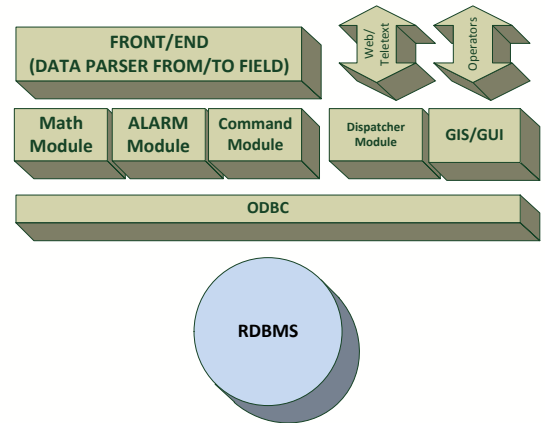 FRONT/END
(DATA PARSER FROM/TO FIELD)
Web/
Teletext
Operators
Math
Module
ALARM
Module
Command
Module
Dispatcher
Module
GIS/GUI
ODBC
RDBMS